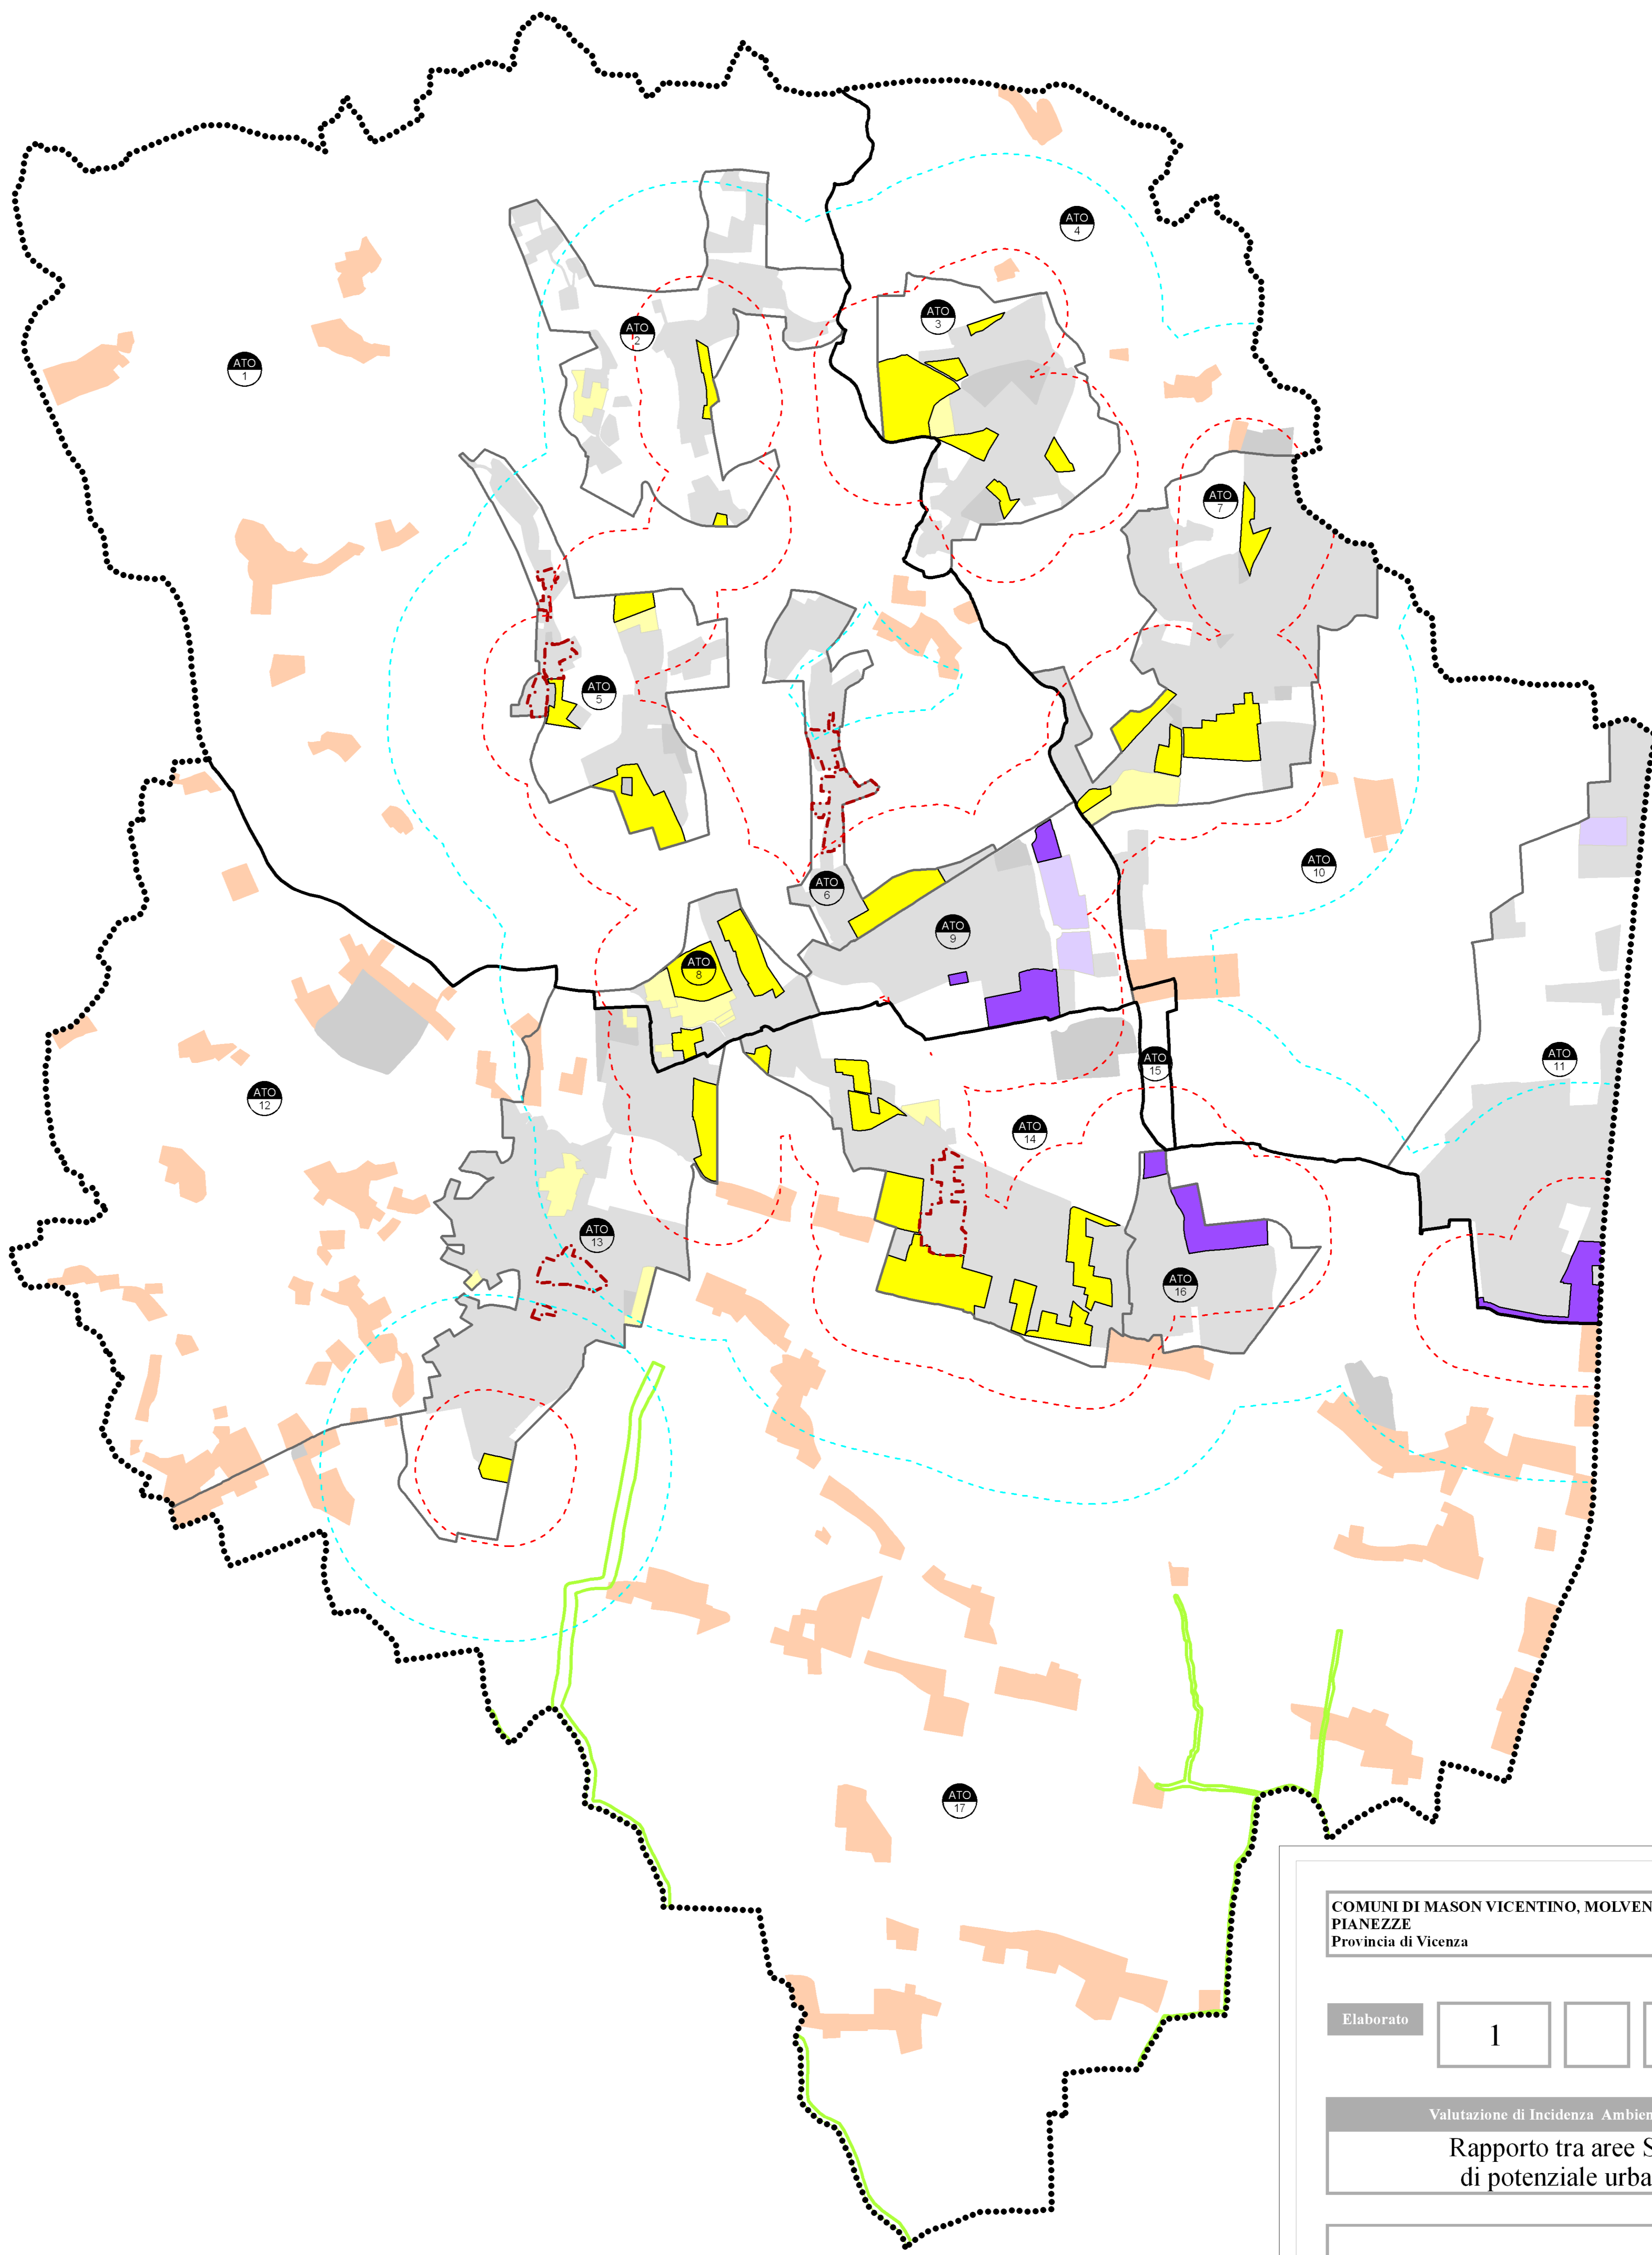 ATO
4
ATO
3
ATO
2
ATO
1
ATO
7
ATO
5
ATO
10
ATO
6
ATO
9
ATO
8
ATO
11
ATO
15
ATO
12
ATO
14
ATO
13
ATO
16
ATO
17
COMUNI DI MASON VICENTINO, MOLVEN
PIANEZZE
Provincia di Vicenza
Elaborato
1
Valutazione di Incidenza Ambien
Rapporto tra aree S
di potenziale urba